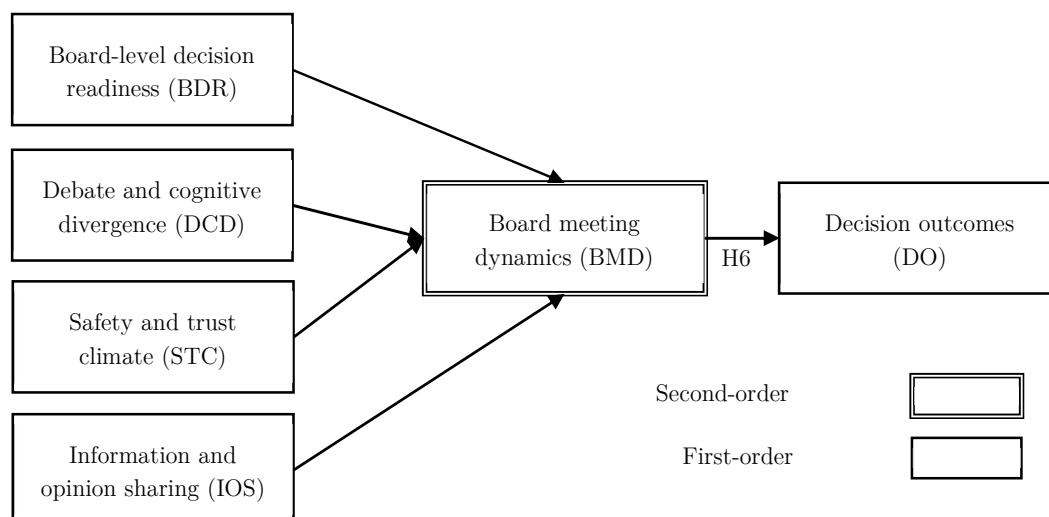 Board-level decision
readiness (BDR)
Debate and cognitive
divergence (DCD)
Safety and trust
climate (STC)
Information and
opinion sharing (IOS)
Board meeting
dynamics (BMD)
H6
Decision outcomes
(DO)
Second-order
First-order